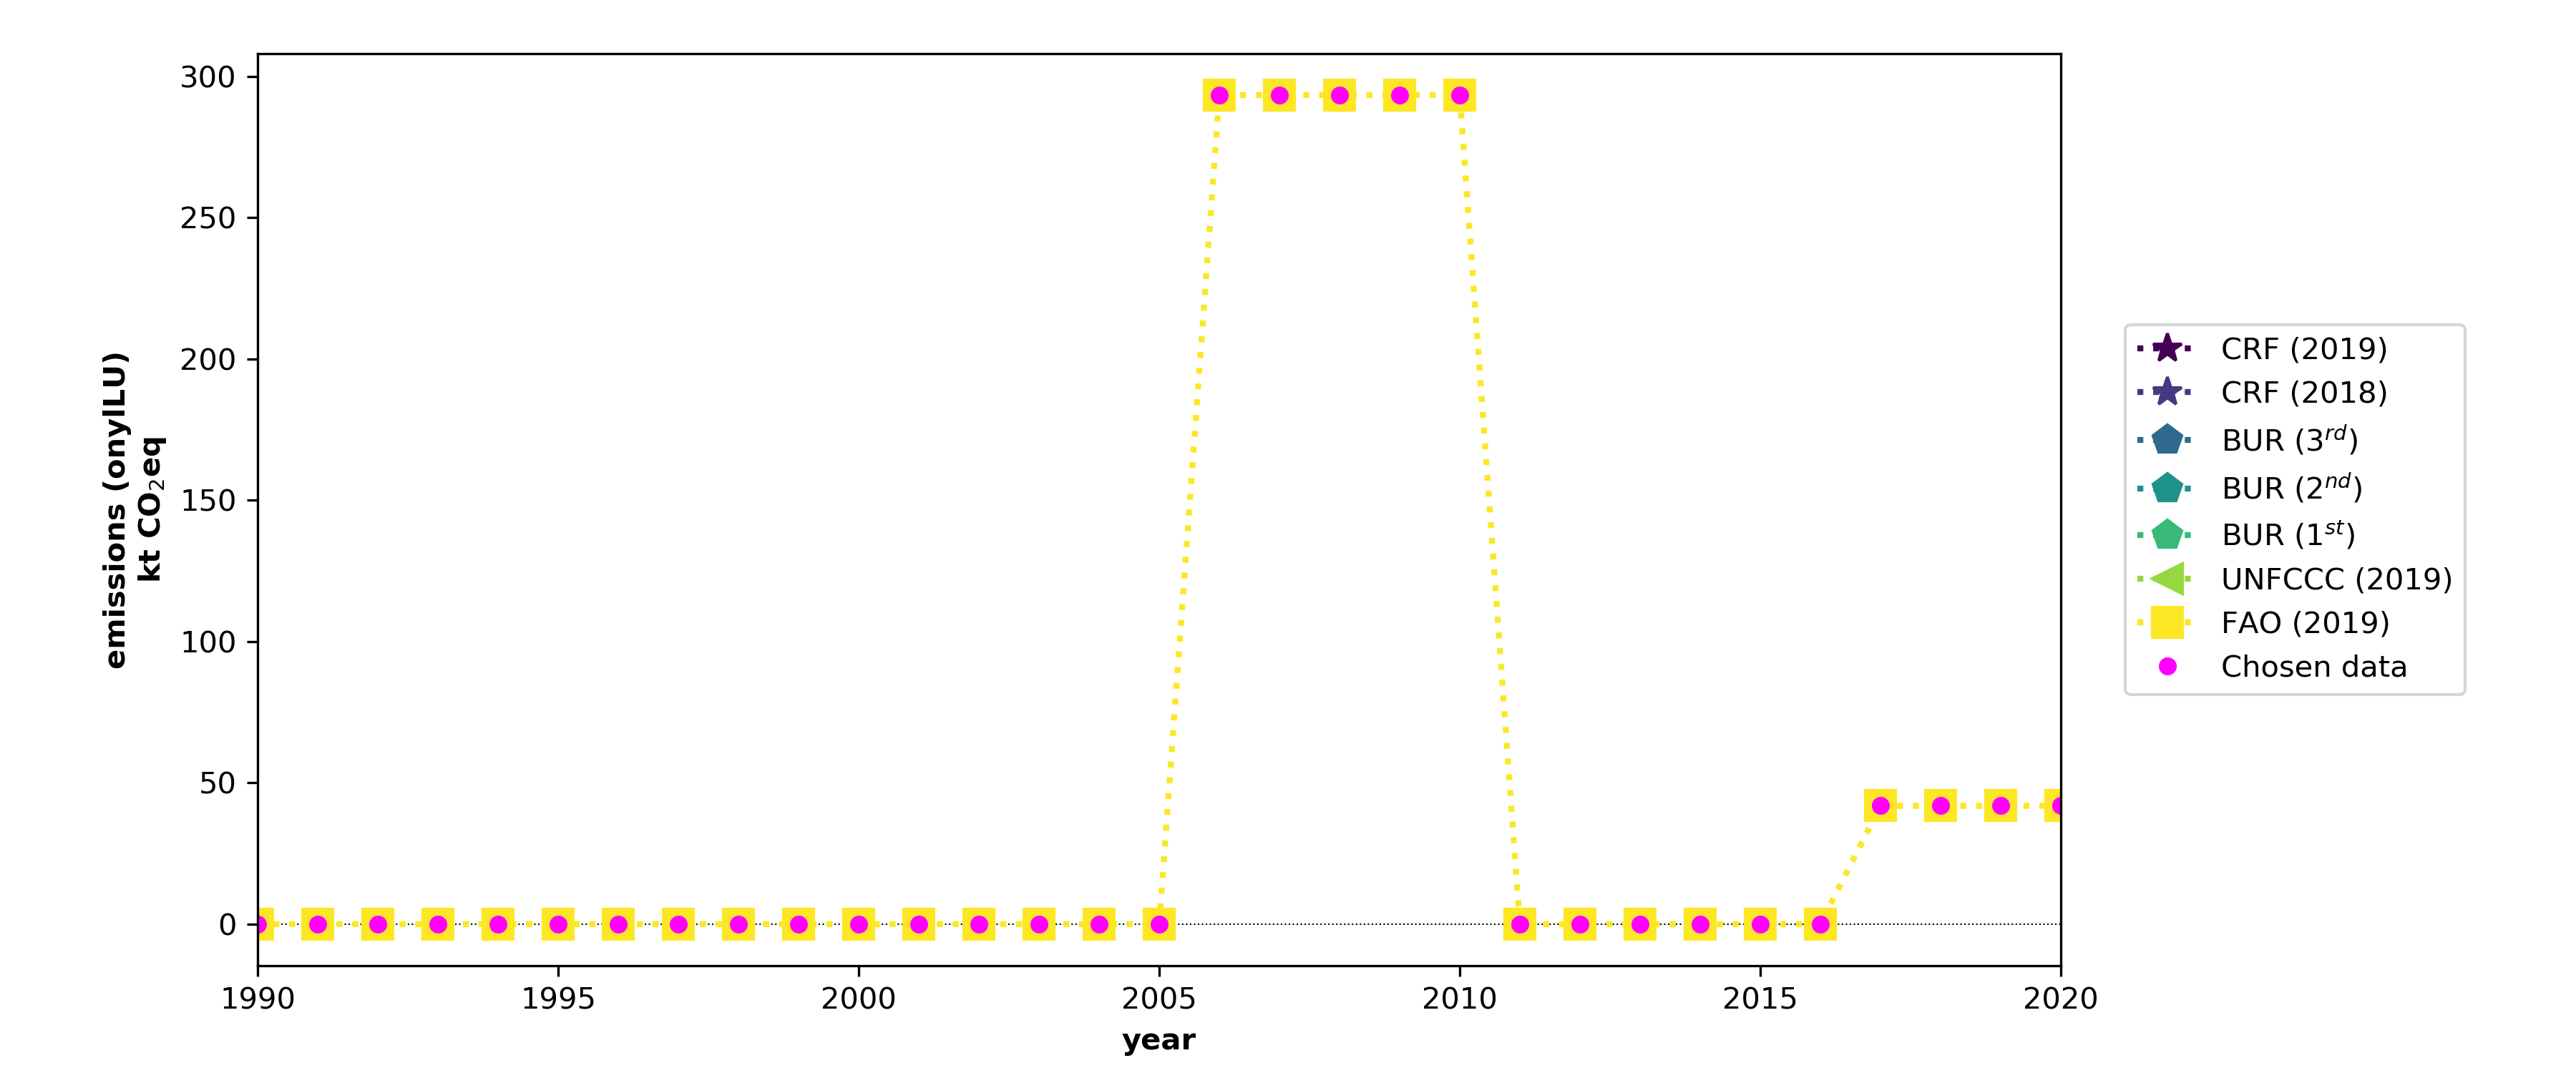 300
250
200
150
100
50
0
emissions (onylLU)
kt CO₂eq
1990 1995 2000 2005 2010 2015 2020
year
CRF (2019)
CRF (2018)
BUR (3ʳᵈ)
BUR (2ⁿᵈ)
BUR (1ˢᵗ)
UNFCCC (2019)
FAO (2019)
Chosen data